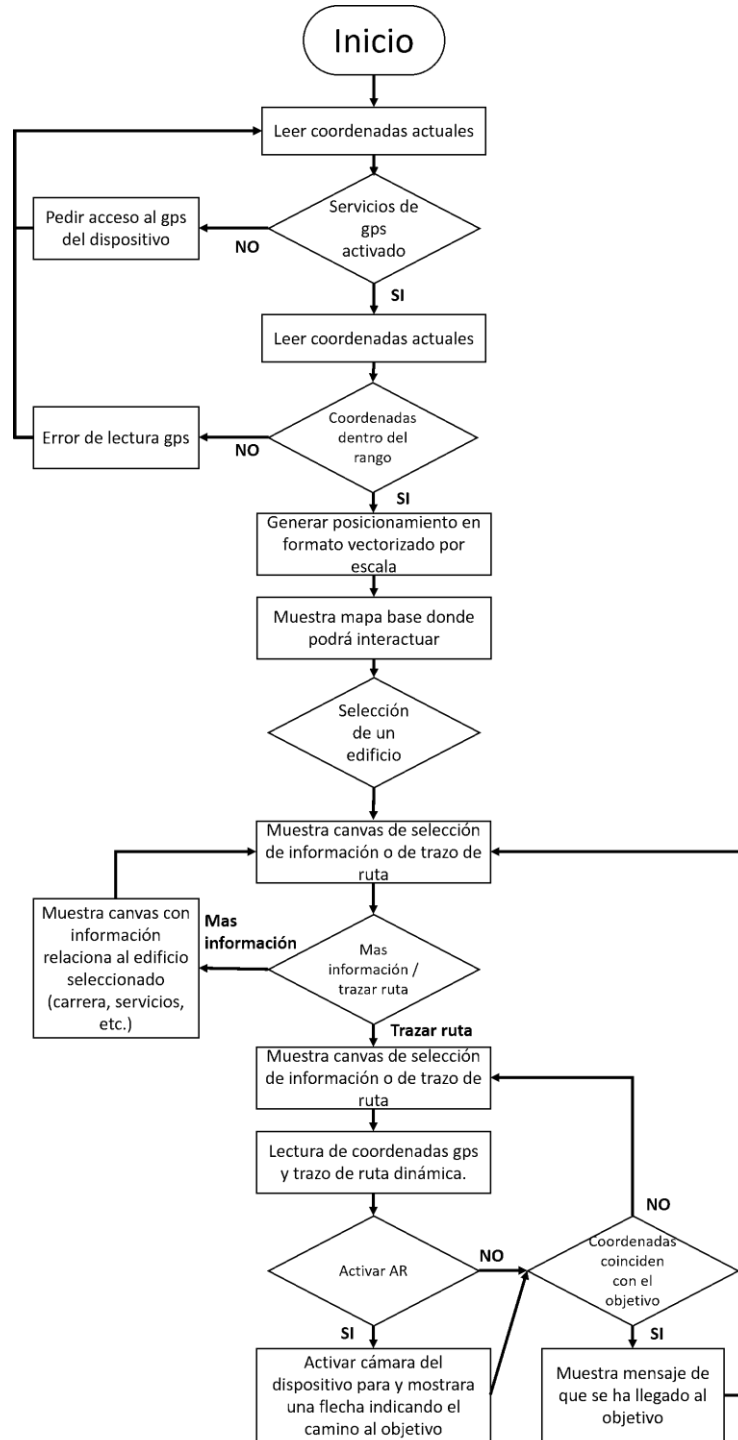 Inicio
Leer coordenadas actuales
Servicios de
gps
activado
Pedir acceso al gps
del dispositivo
NO
SI
Leer coordenadas actuales
Coordenadas
dentro del
rango
Error de lectura gps
NO
SI
Generar posicionamiento en
formato vectorizado por
escala
Muestra mapa base donde
podrá interactuar
Selección
de un
edificio
Muestra canvas de selección
de información o de trazo de
ruta
Muestra canvas con
información
relaciona al edificio
seleccionado
(carrera, servicios,
etc.)
Mas
información
Mas
información /
trazar ruta
Trazar ruta
Muestra canvas de selección
de información o de trazo de
ruta
Lectura de coordenadas gps
y trazo de ruta dinámica.
NO
Activar AR
NO
Coordenadas
coinciden
con el
objetivo
SI
SI
Activar cámara del
dispositivo para y mostrara
una flecha indicando el
camino al objetivo
Muestra mensaje de
que se ha llegado al
objetivo